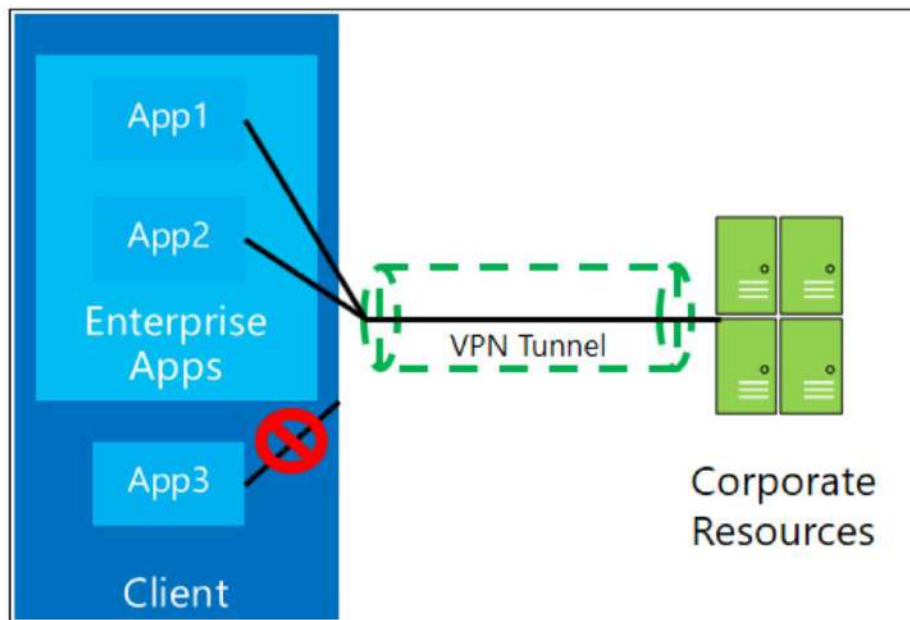 App1
App2
Enterprise
Apps
App3
Client
VPN Tunnel
Corporate
Resources